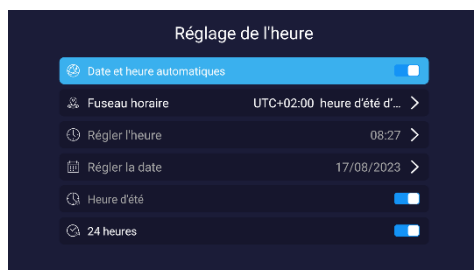 Réglage de l'heure
Date et heure automatiques
Fuseau horaire UTC+02:00 heure d'été d'...
Régler l'heure 08:27
Régler la date 17/08/2023
Heure d'été
24 heures